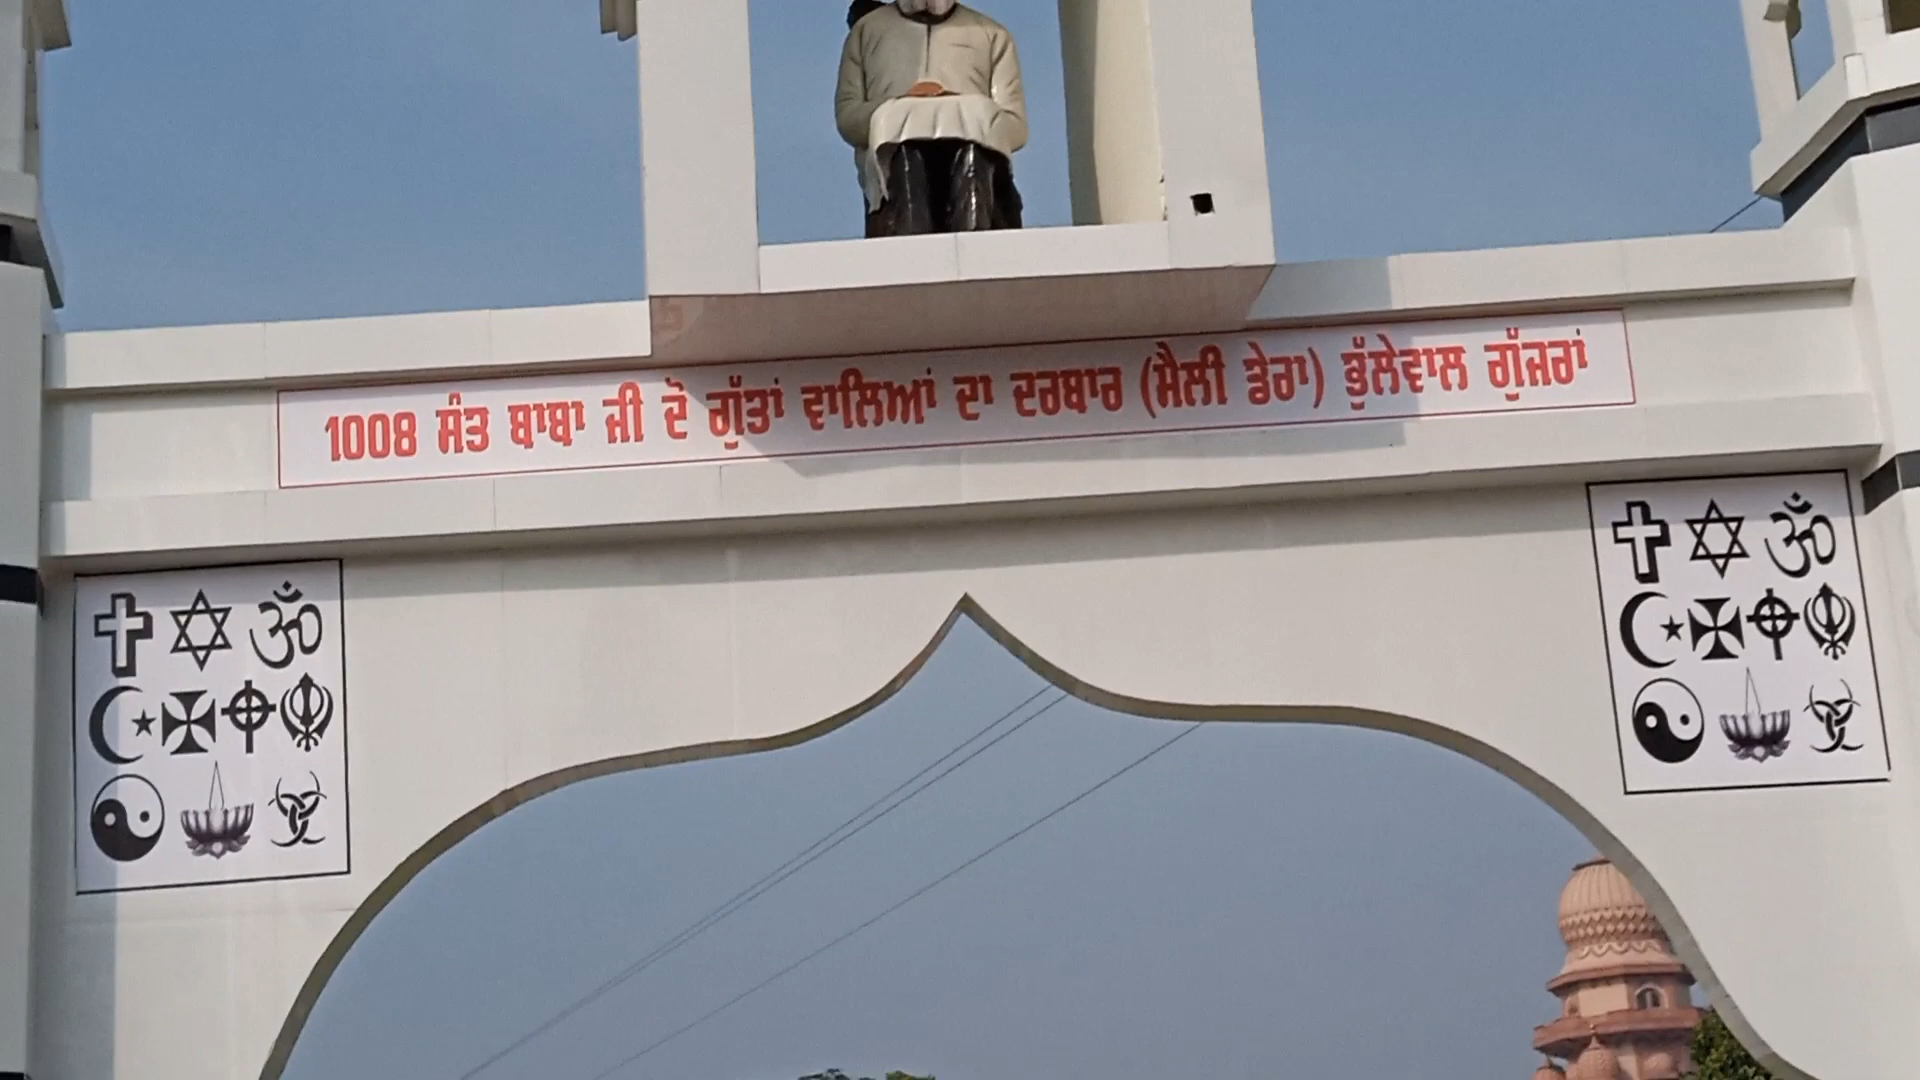 1008 ਸੰਤ ਬਾਬਾ ਜੀ ਦੋ ਗੁੱਤਾਂ ਵਾਲਿਆਂ ਦਾ ਦਰਬਾਰ (ਮੈਲੀ ਡੇਰਾ) ਭੁੱਲੇਵਾਲ ਗੁੱਜਰਾਂ